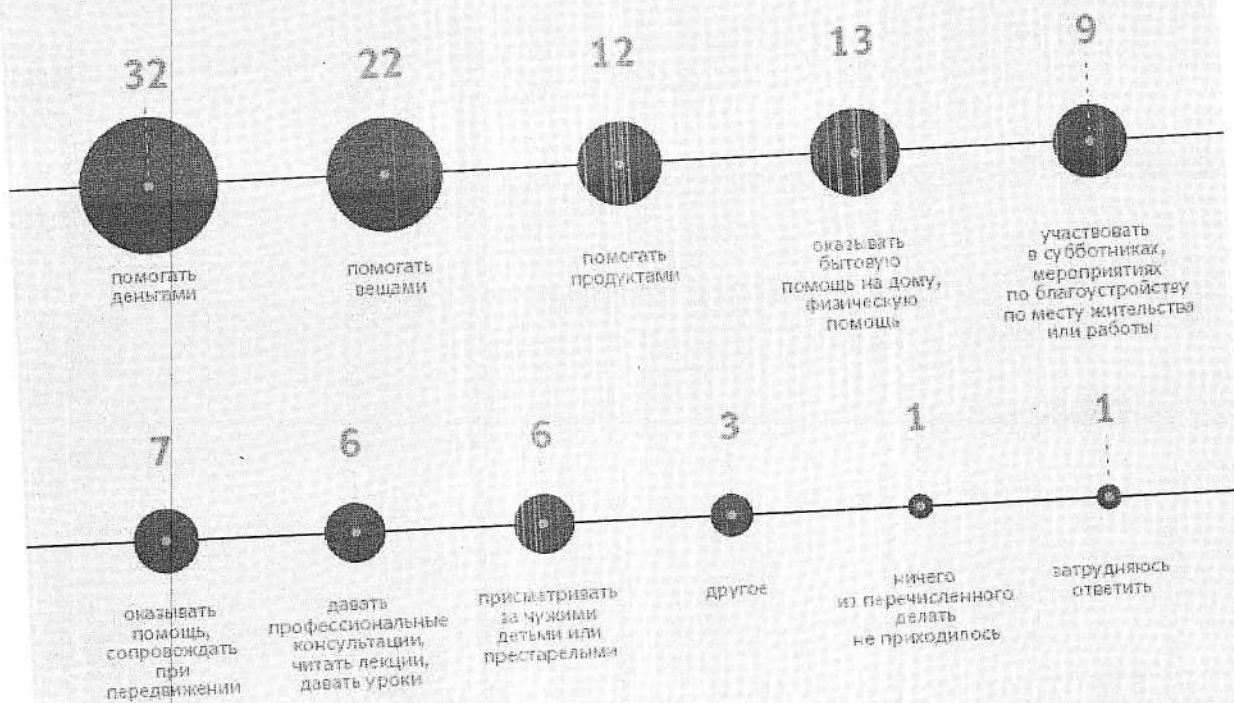 32
22
12
13
9
помогать
деньгами
помогать
вещами
помогать
продуктами
оказывать
бытовую
помощь на дому,
физическую
помощь
участвовать
в субботниках,
мероприятиях
по благоустройству
по месту жительства
или работы
7
6
6
3
1
1
оказывать
помощь,
сопровождать
при
передвижении
давать
профессиональные
консультации,
читать лекции,
давать уроки
присматривать
за чужими
детьми или
престарелыми
другое
ничего
из перечисленного
делать
не приходилось
затрудняюсь
ответить